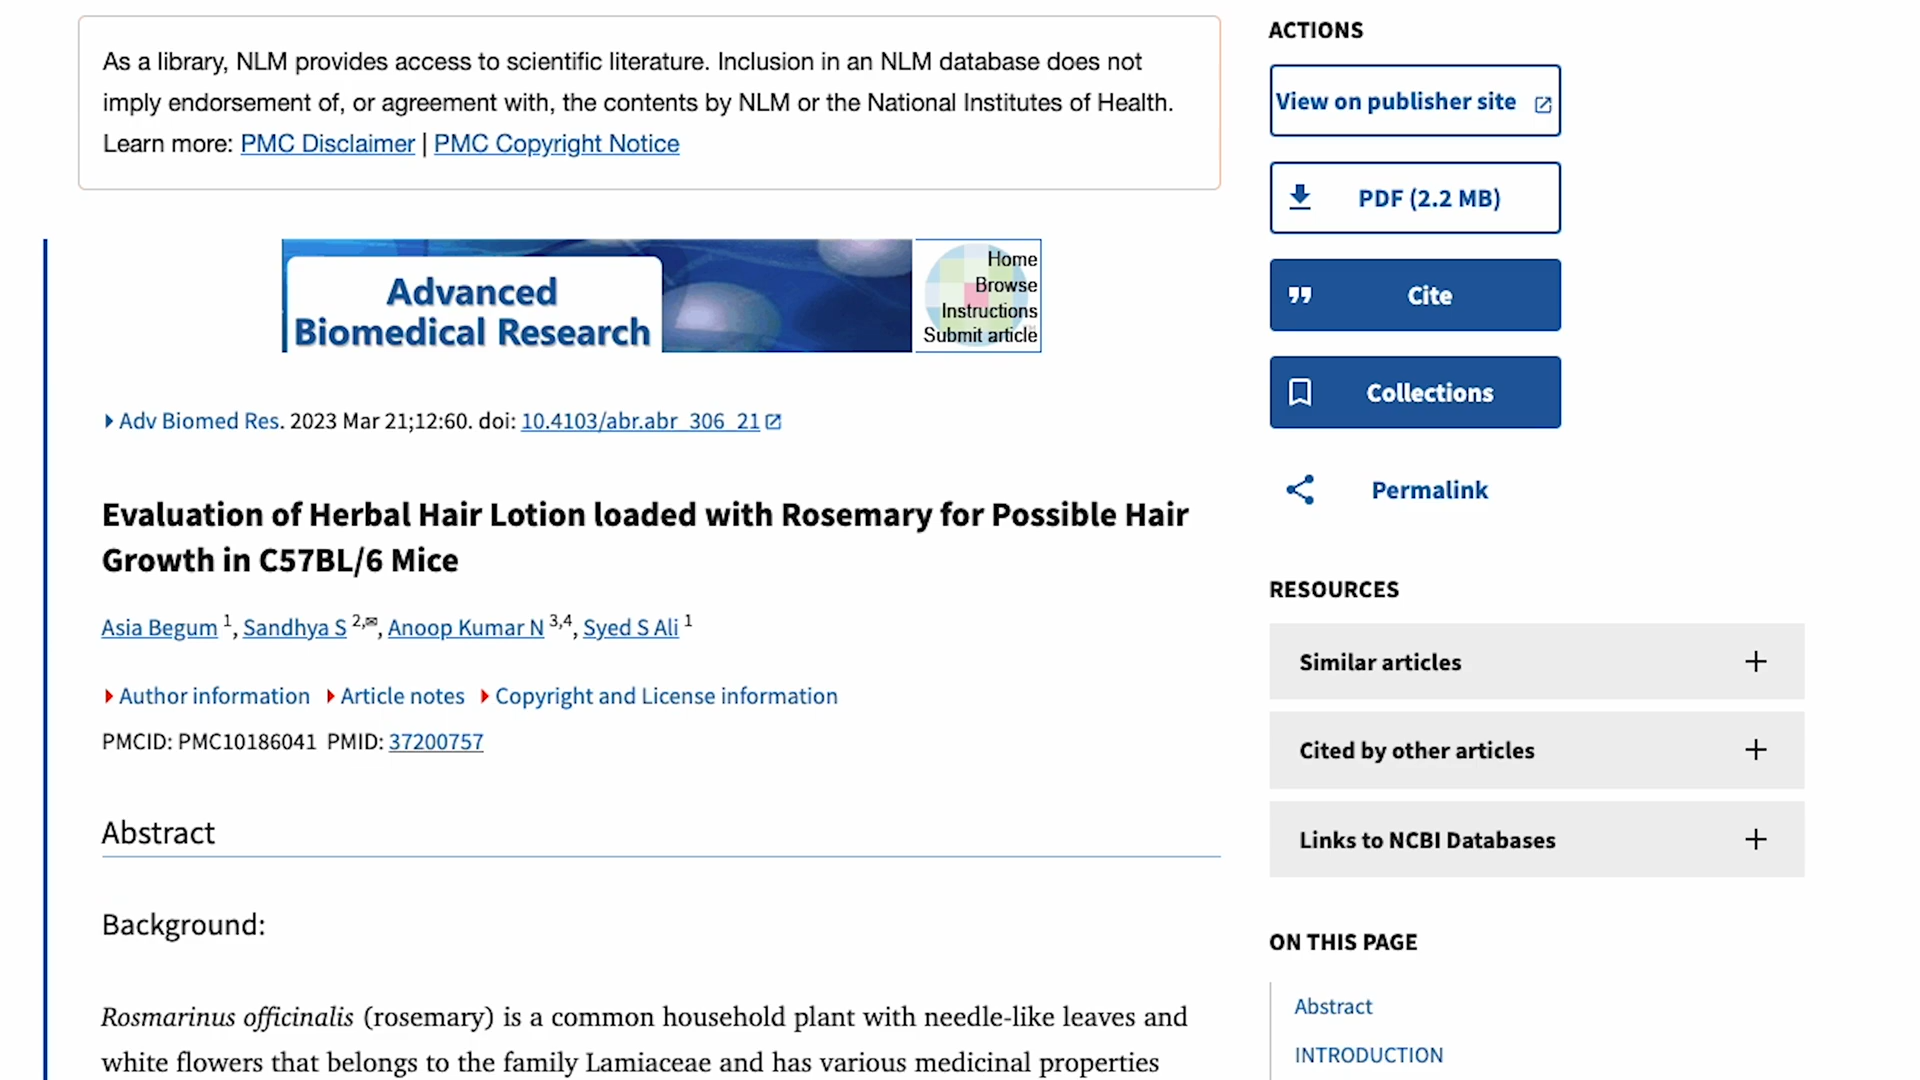 As a library, NLM provides access to scientific literature. Inclusion in an NLM database does not
imply endorsement of, or agreement with, the contents by NLM or the National Institutes of Health.
Learn more: PMC Disclaimer | PMC Copyright Notice
Advanced
Biomedical Research
Home
Browse
Instructions
Submit article
Adv Biomed Res. 2023 Mar 21;12:60. doi: 10.4103/abr.abr_306_21
Evaluation of Herbal Hair Lotion loaded with Rosemary for Possible Hair
Growth in C57BL/6 Mice
Asia Begum 1, Sandhya S 2,✉, Anoop Kumar N 3,4, Syed S Ali 1
Author information Article notes Copyright and License information
PMCID: PMC10186041 PMID: 37200757
Abstract
Background:
Rosmarinus officinalis (rosemary) is a common household plant with needle-like leaves and
white flowers that belongs to the family Lamiaceae and has various medicinal properties
ACTIONS
View on publisher site
PDF (2.2 MB)
Cite
Collections
Permalink
RESOURCES
Similar articles
Cited by other articles
Links to NCBI Databases
ON THIS PAGE
Abstract
INTRODUCTION